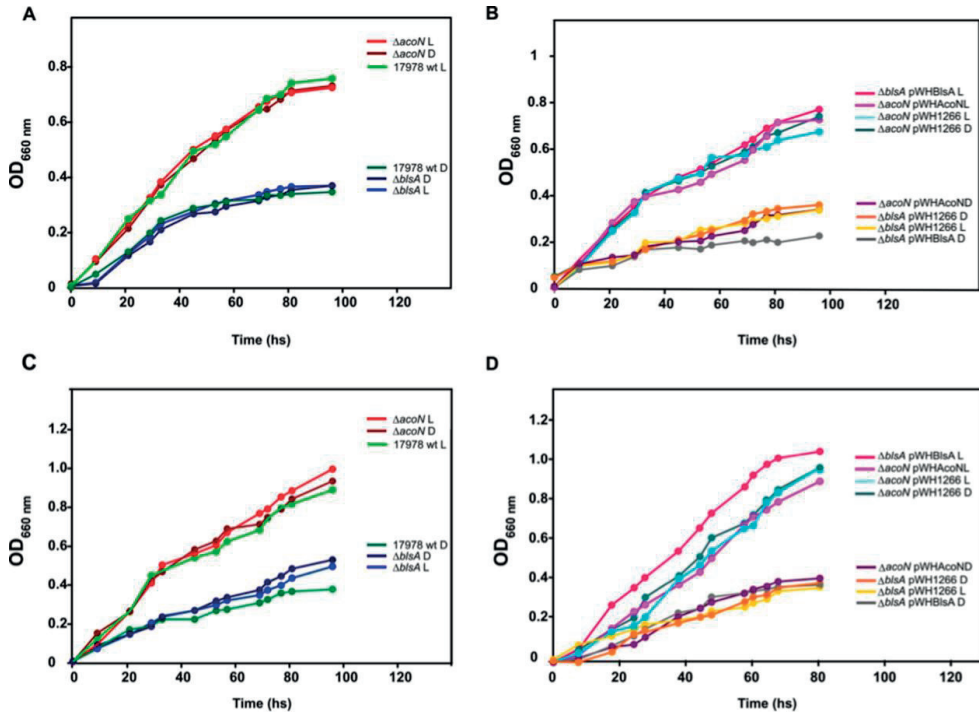 A
OD660 nm
0.8
0.6
0.4
0.2
0
0 20 40 60 80 100 120
Time (hs)
ΔacoN L
ΔacoN D
17978 wt L
17978 wt D
ΔblsA D
ΔblsA L
B
OD660 nm
1
0.8
0.6
0.4
0.2
0
0 20 40 60 80 100 120
Time (hs)
ΔblsA pWHBlsA L
ΔacoN pWHAcoNL
ΔacoN pWH1266 L
ΔacoN pWH1266 D
ΔacoN pWHAcoND
ΔblsA pWH1266 D
ΔblsA pWH1266 L
ΔblsA pWHBlsA D
C
OD660 nm
1.2
1.0
0.8
0.6
0.4
0.2
0
0 20 40 60 80 100 120
Time (hs)
ΔacoN L
ΔacoN D
17978 wt L
17978 wt D
ΔblsA D
ΔblsA L
D
OD660 nm
1.2
1.0
0.8
0.6
0.4
0.2
0
0 20 40 60 80 100 120
Time (hs)
ΔblsA pWHBlsA L
ΔacoN pWHAcoNL
ΔacoN pWH1266 L
ΔacoN pWH1266 D
ΔacoN pWHAcoND
ΔblsA pWH1266 D
ΔblsA pWH1266 L
ΔblsA pWHBlsA D